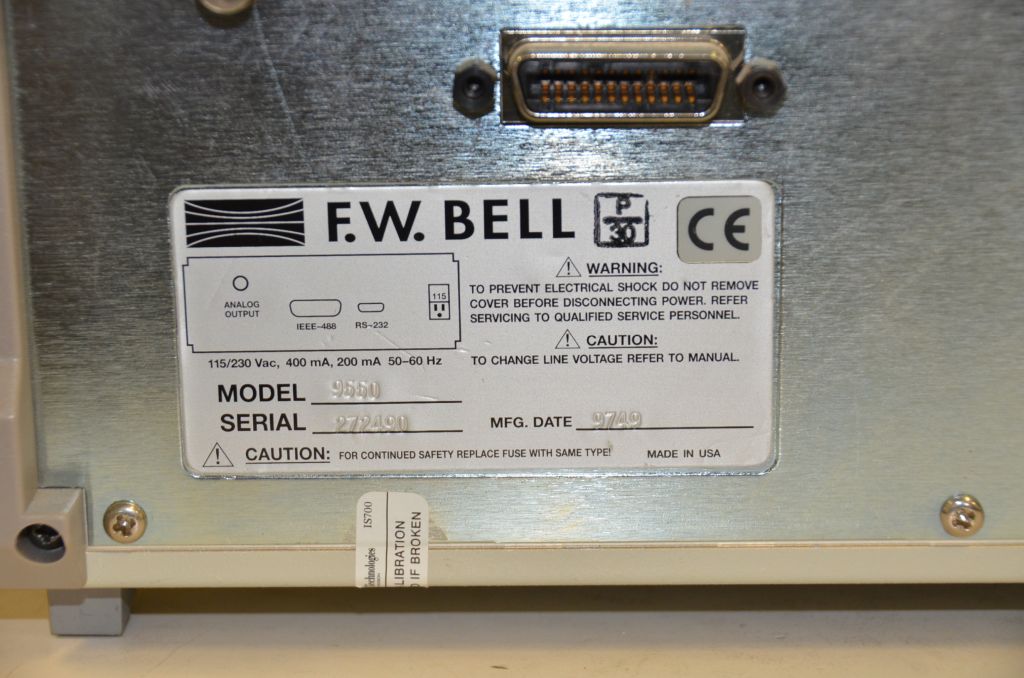 F.W. BELL
P
30
CE
ANALOG
OUTPUT
IEEE-488
RS-232
115
115/230 Vac, 400 mA, 200 mA 50-60 Hz
WARNING:
TO PREVENT ELECTRICAL SHOCK DO NOT REMOVE
COVER BEFORE DISCONNECTING POWER. REFER
SERVICING TO QUALIFIED SERVICE PERSONNEL.
CAUTION:
TO CHANGE LINE VOLTAGE REFER TO MANUAL.
MODEL
SERIAL 272490
MFG. DATE 9749
CAUTION: FOR CONTINUED SAFETY REPLACE FUSE WITH SAME TYPE!
MADE IN USA
IS700
IF BROKEN